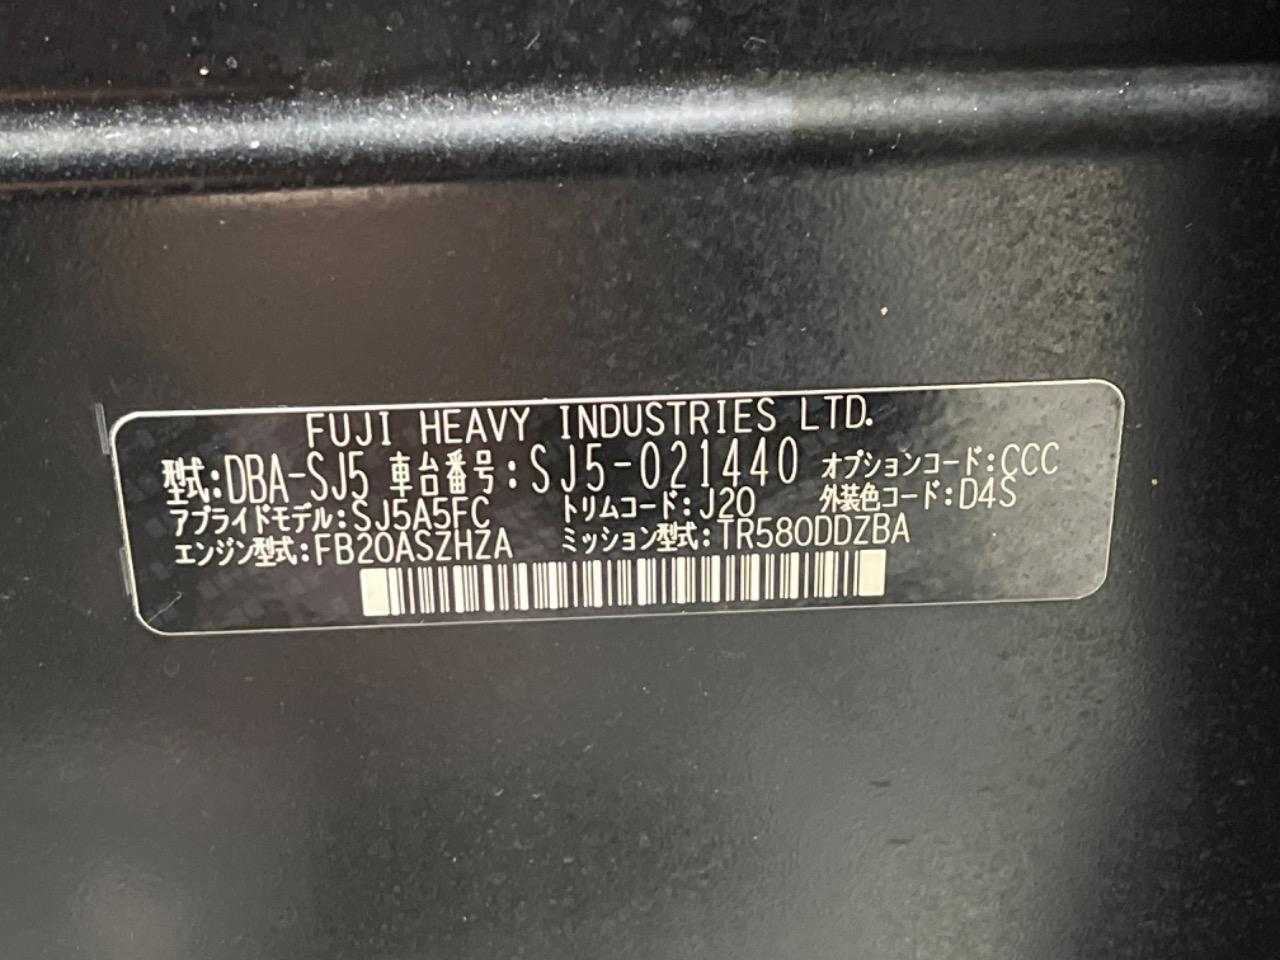 FUJI HEAVY INDUSTRIES LTD.
型式:DBA-SJ5 車台番号:SJ5-021440 オプションコード:CCC
アプライドモデル:SJ5A5FC トリムコード:J20 外装色コード:D4S
エンジン型式:FB20ASZHZA ミッション型式:TR580DDZBA